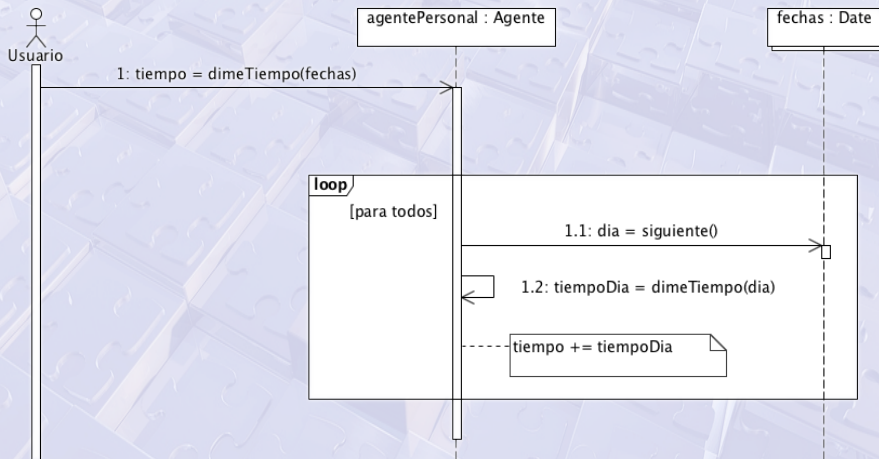 agentePersonal : Agente
fechas : Date
Usuario
1: tiempo = dimeTiempo(fechas)
loop
[para todos]
1.1: dia = siguiente()
1.2: tiempoDia = dimeTiempo(dia)
tiempo += tiempoDia